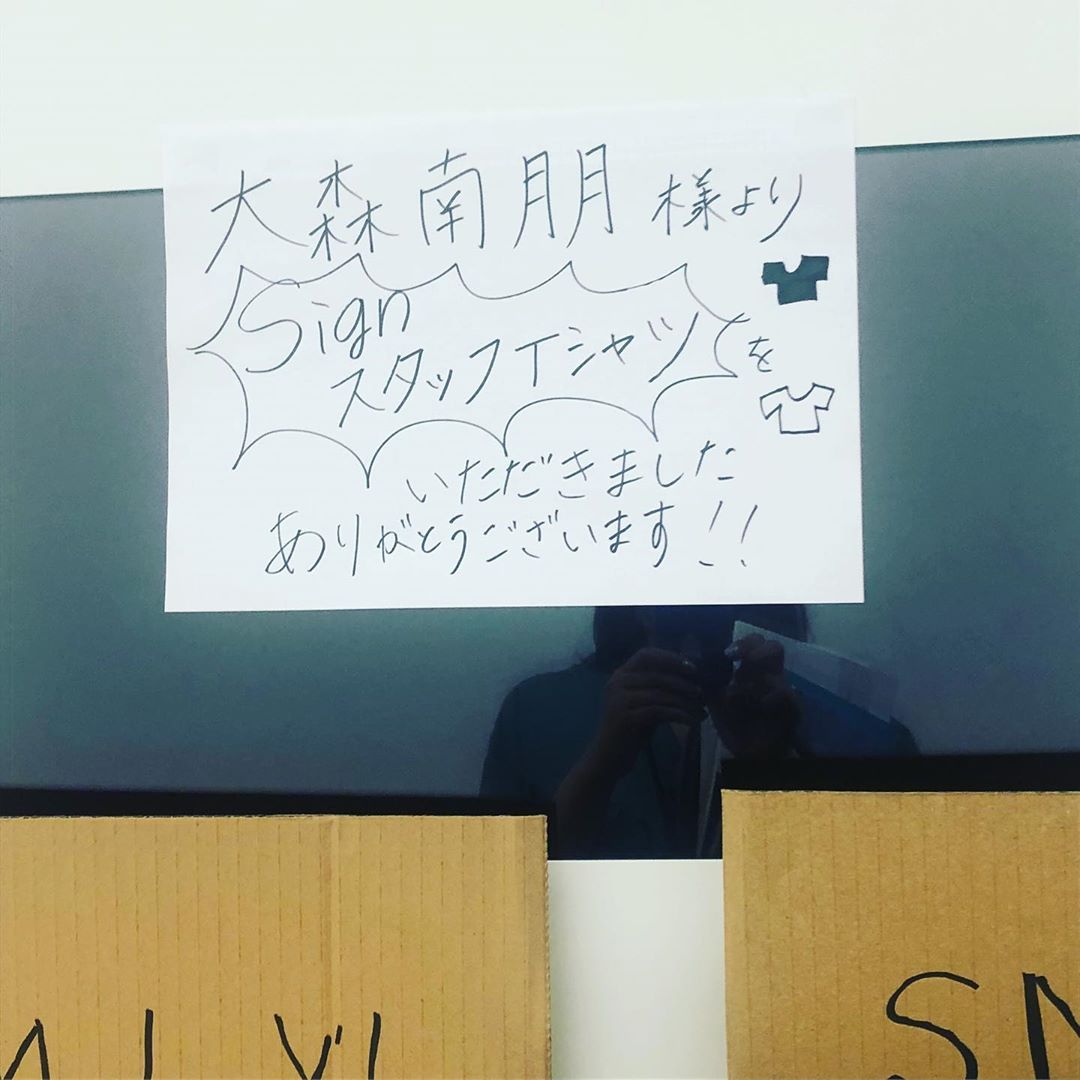 大森南朋様より
Sign
スタッフTシャツを
いただきました
ありがとうございます!!
SM